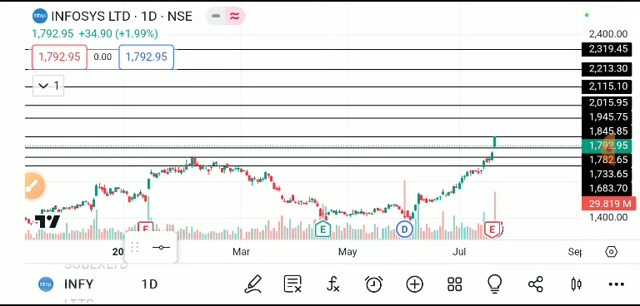 INFOSYS LTD · 1D · NSE
1,792.95 +34.90 (+1.99%)
1,792.95 0.00 1,792.95
1
2,400.00
2,319.45
2,213.30
2,115.10
2,015.95
1,945.75
1,845.85
1,792.95
1,782.65
1,733.65
1,683.70
29.819 M
1,400.00
E E D E
20 Mar May Jul Sep
SUBEXLTD
INFY 1D
LTTS